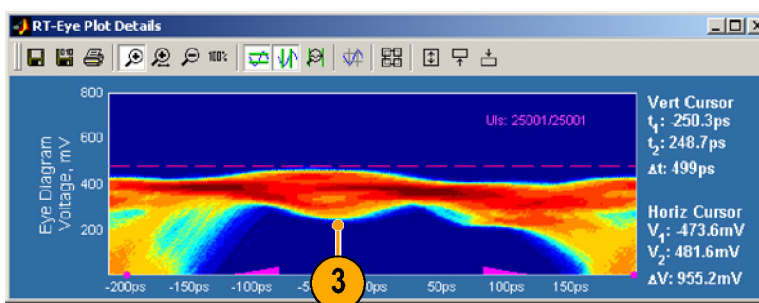 RT-Eye Plot Details
100%
800
600
400
200
Eye Diagram
Voltage, mV
UIs: 25001/25001
-200ps -150ps -100ps 0ps 50ps 100ps 150ps
3
Vert Cursor
t1: -250.3ps
t2: 248.7ps
Δt: 499ps
Horiz Cursor
V1: -473.6mV
V2: 481.6mV
ΔV: 955.2mV